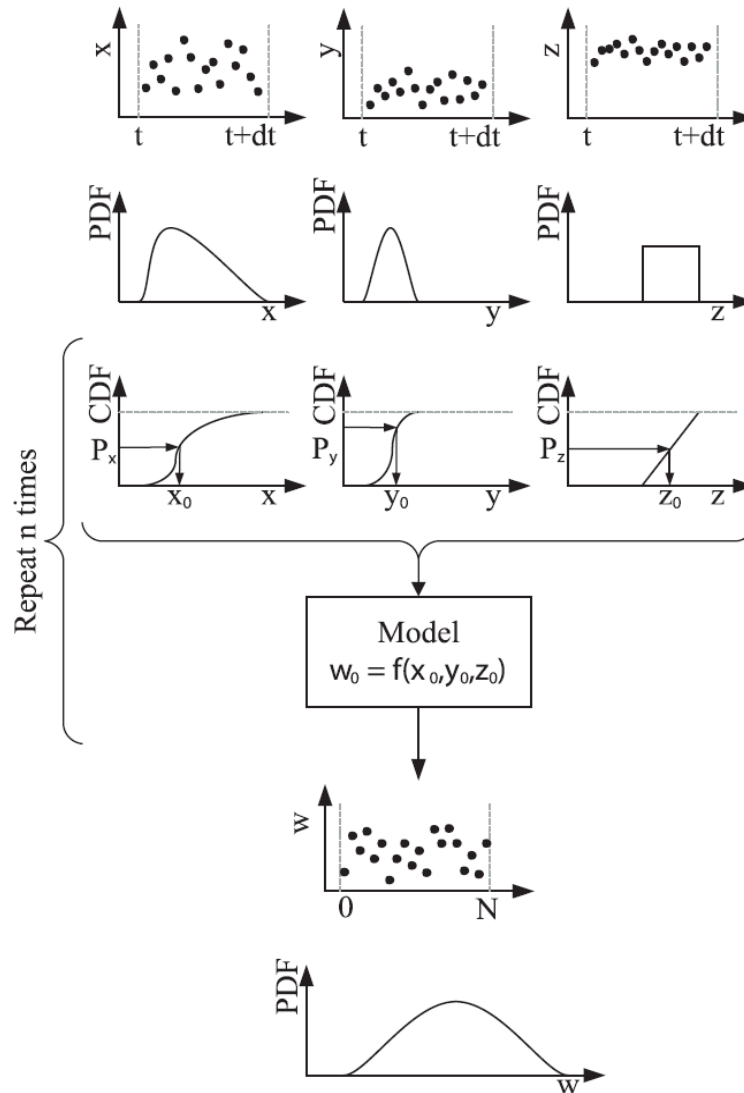 x
t
t+dt
y
t
t+dt
z
t
t+dt
PDF
x
PDF
y
PDF
z
CDF
Pₓ
x₀
x
CDF
Pᵧ
y₀
y
CDF
P_z
z₀
z
Repeat n times
Model
w₀ = f(x₀,y₀,z₀)
w
0
N
PDF
w